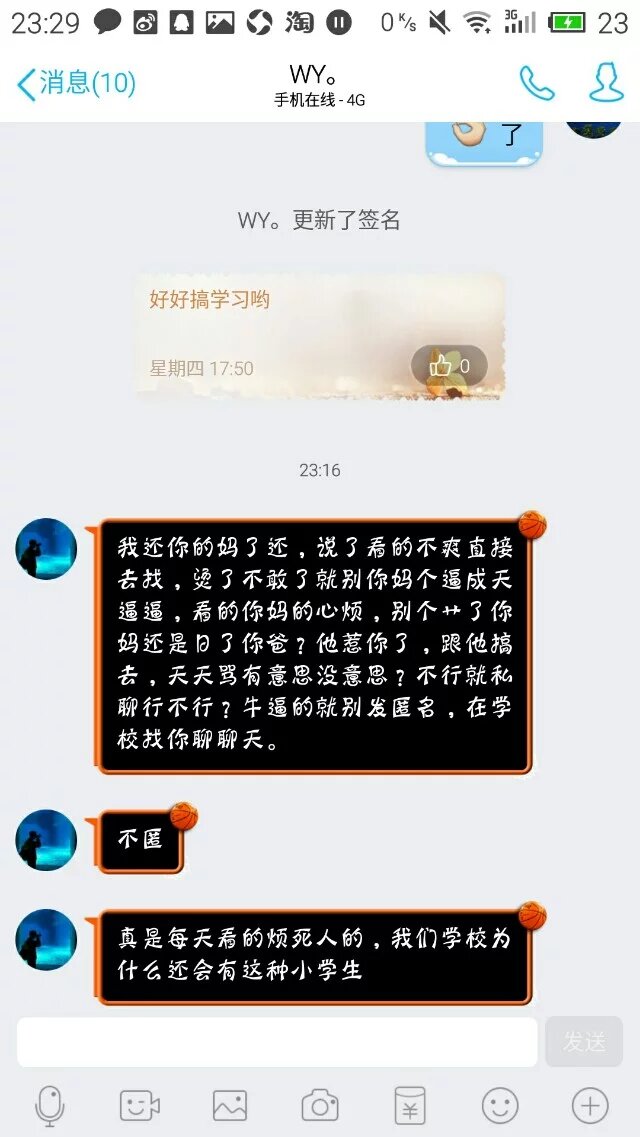 23:29
淘
0 K/s
3G
23
消息(10)
WY。
手机在线 - 4G
了
WY。更新了签名
好好搞学习哟
星期四 17:50
0
23:16
我还你的妈了还，说了看的不爽直接
去找，烫了不敢了就别你妈个逼成天
逼逼，看的你妈的心烦，别个艹了你
妈还是日了你爸？他惹你了，跟他搞
去，天天骂有意思没意思？不行就私
聊行不行？牛逼的就别发匿名，在学
校找你聊聊天。
不匿
真是每天看的烦死人的，我们学校为
什么还会有这种小学生
发送